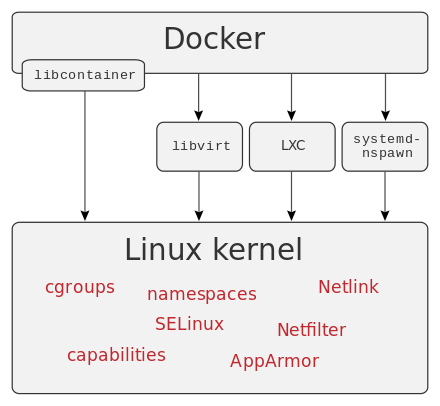 Docker
libcontainer
libvirt
LXC
systemd-
nspawn
Linux kernel
cgroups
namespaces
Netlink
SELinux
Netfilter
capabilities
AppArmor